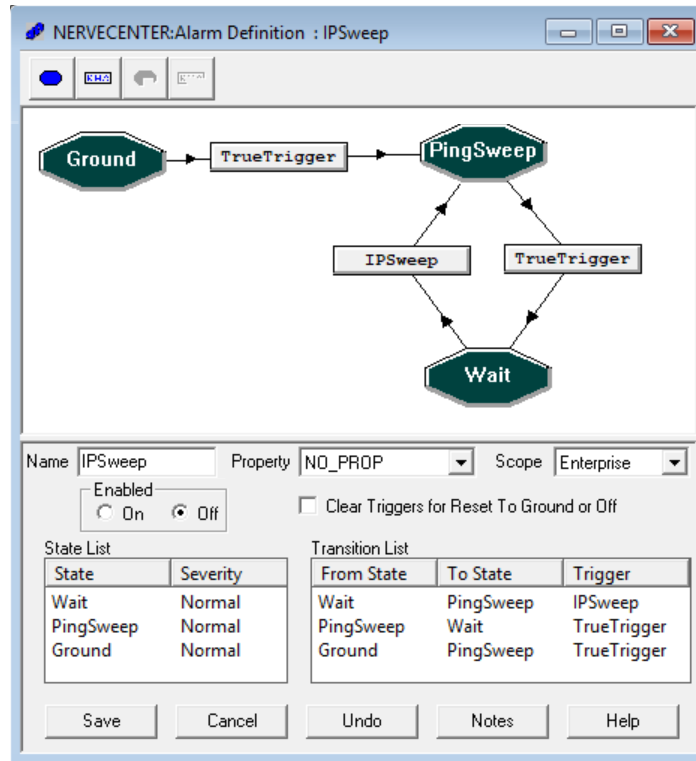 NERVECENTER:Alarm Definition : IPSweep
Ground
TrueTrigger
PingSweep
IPSweep
TrueTrigger
Wait
Name IPSweep Property NO_PROP Scope Enterprise
Enabled
On Off
Clear Triggers for Reset To Ground or Off
State List
State Severity
Wait Normal
PingSweep Normal
Ground Normal
Transition List
From State To State Trigger
Wait PingSweep IPSweep
PingSweep Wait TrueTrigger
Ground PingSweep TrueTrigger
Save Cancel Undo Notes Help